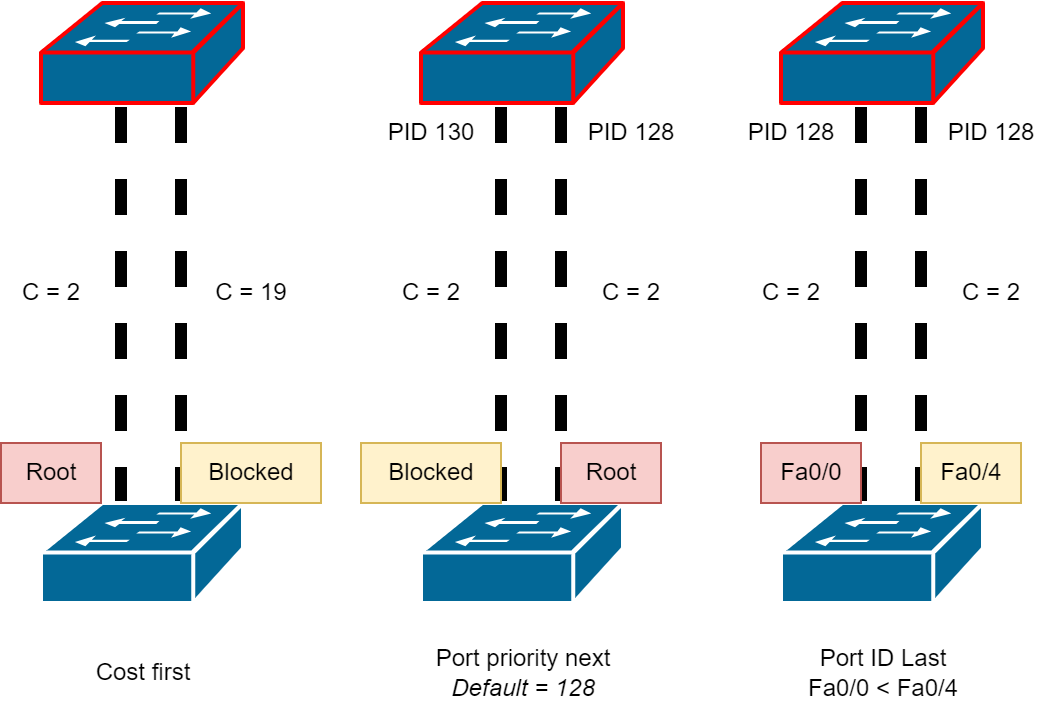 PID 130
PID 128
PID 128
PID 128
C = 2
C = 19
C = 2
C = 2
C = 2
C = 2
Root
Blocked
Blocked
Root
Fa0/0
Fa0/4
Cost first
Port priority next
Default = 128
Port ID Last
Fa0/0 < Fa0/4